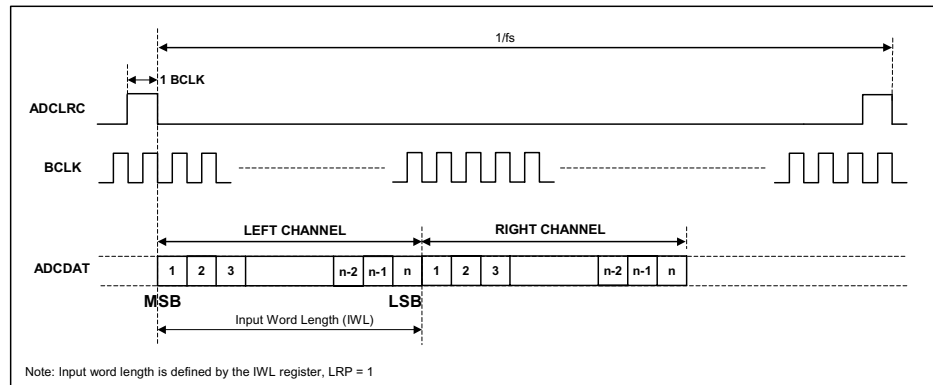 1/fs
1 BCLK
ADCLRC
BCLK
LEFT CHANNEL RIGHT CHANNEL
ADCDAT 1 2 3 n-2 n-1 n 1 2 3 n-2 n-1 n
MSB LSB
Input Word Length (IWL)
Note: Input word length is defined by the IWL register, LRP = 1